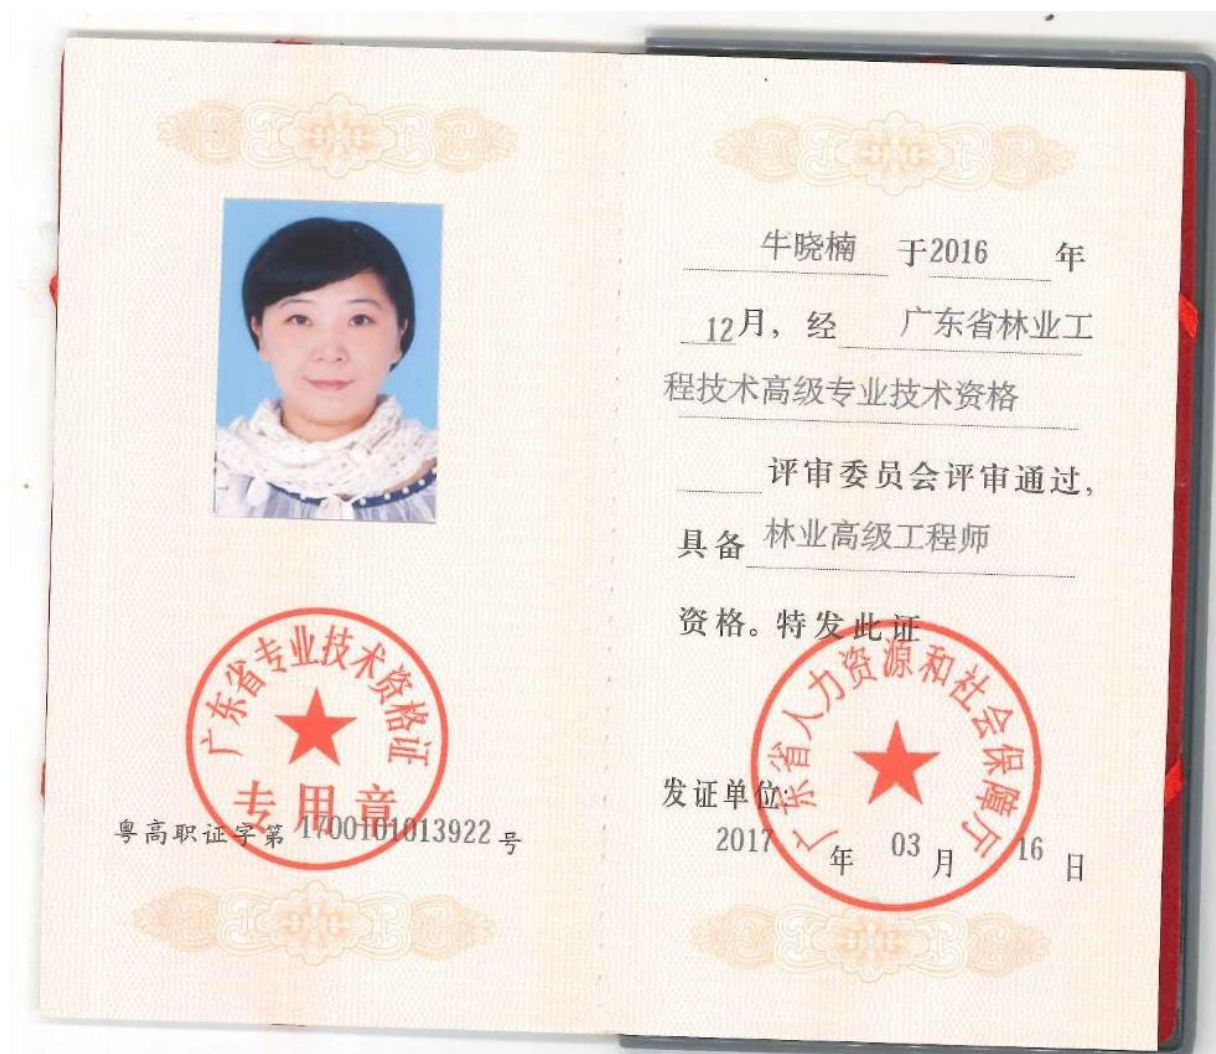 广东省专业技术资格证
专用章
粤高职证字第 1700101013922 号
牛晓楠 于2016 年
12月，经 广东省林业工
程技术高级专业技术资格
评审委员会评审通过，
具备 林业高级工程师
资格。特发此证
广东省人力资源和社会保障厅
发证单位
2017 年 03 月 16 日